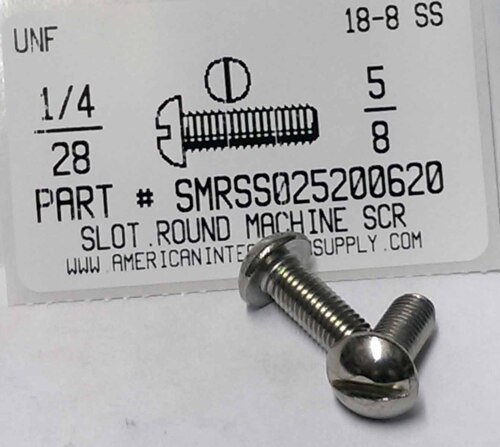 UNF 18-8 SS
1/4 5
28 8
PART # SMRSS025200620
SLOT.ROUND MACHINE SCR
WWW.AMERICANINTE SUPPLY.COM